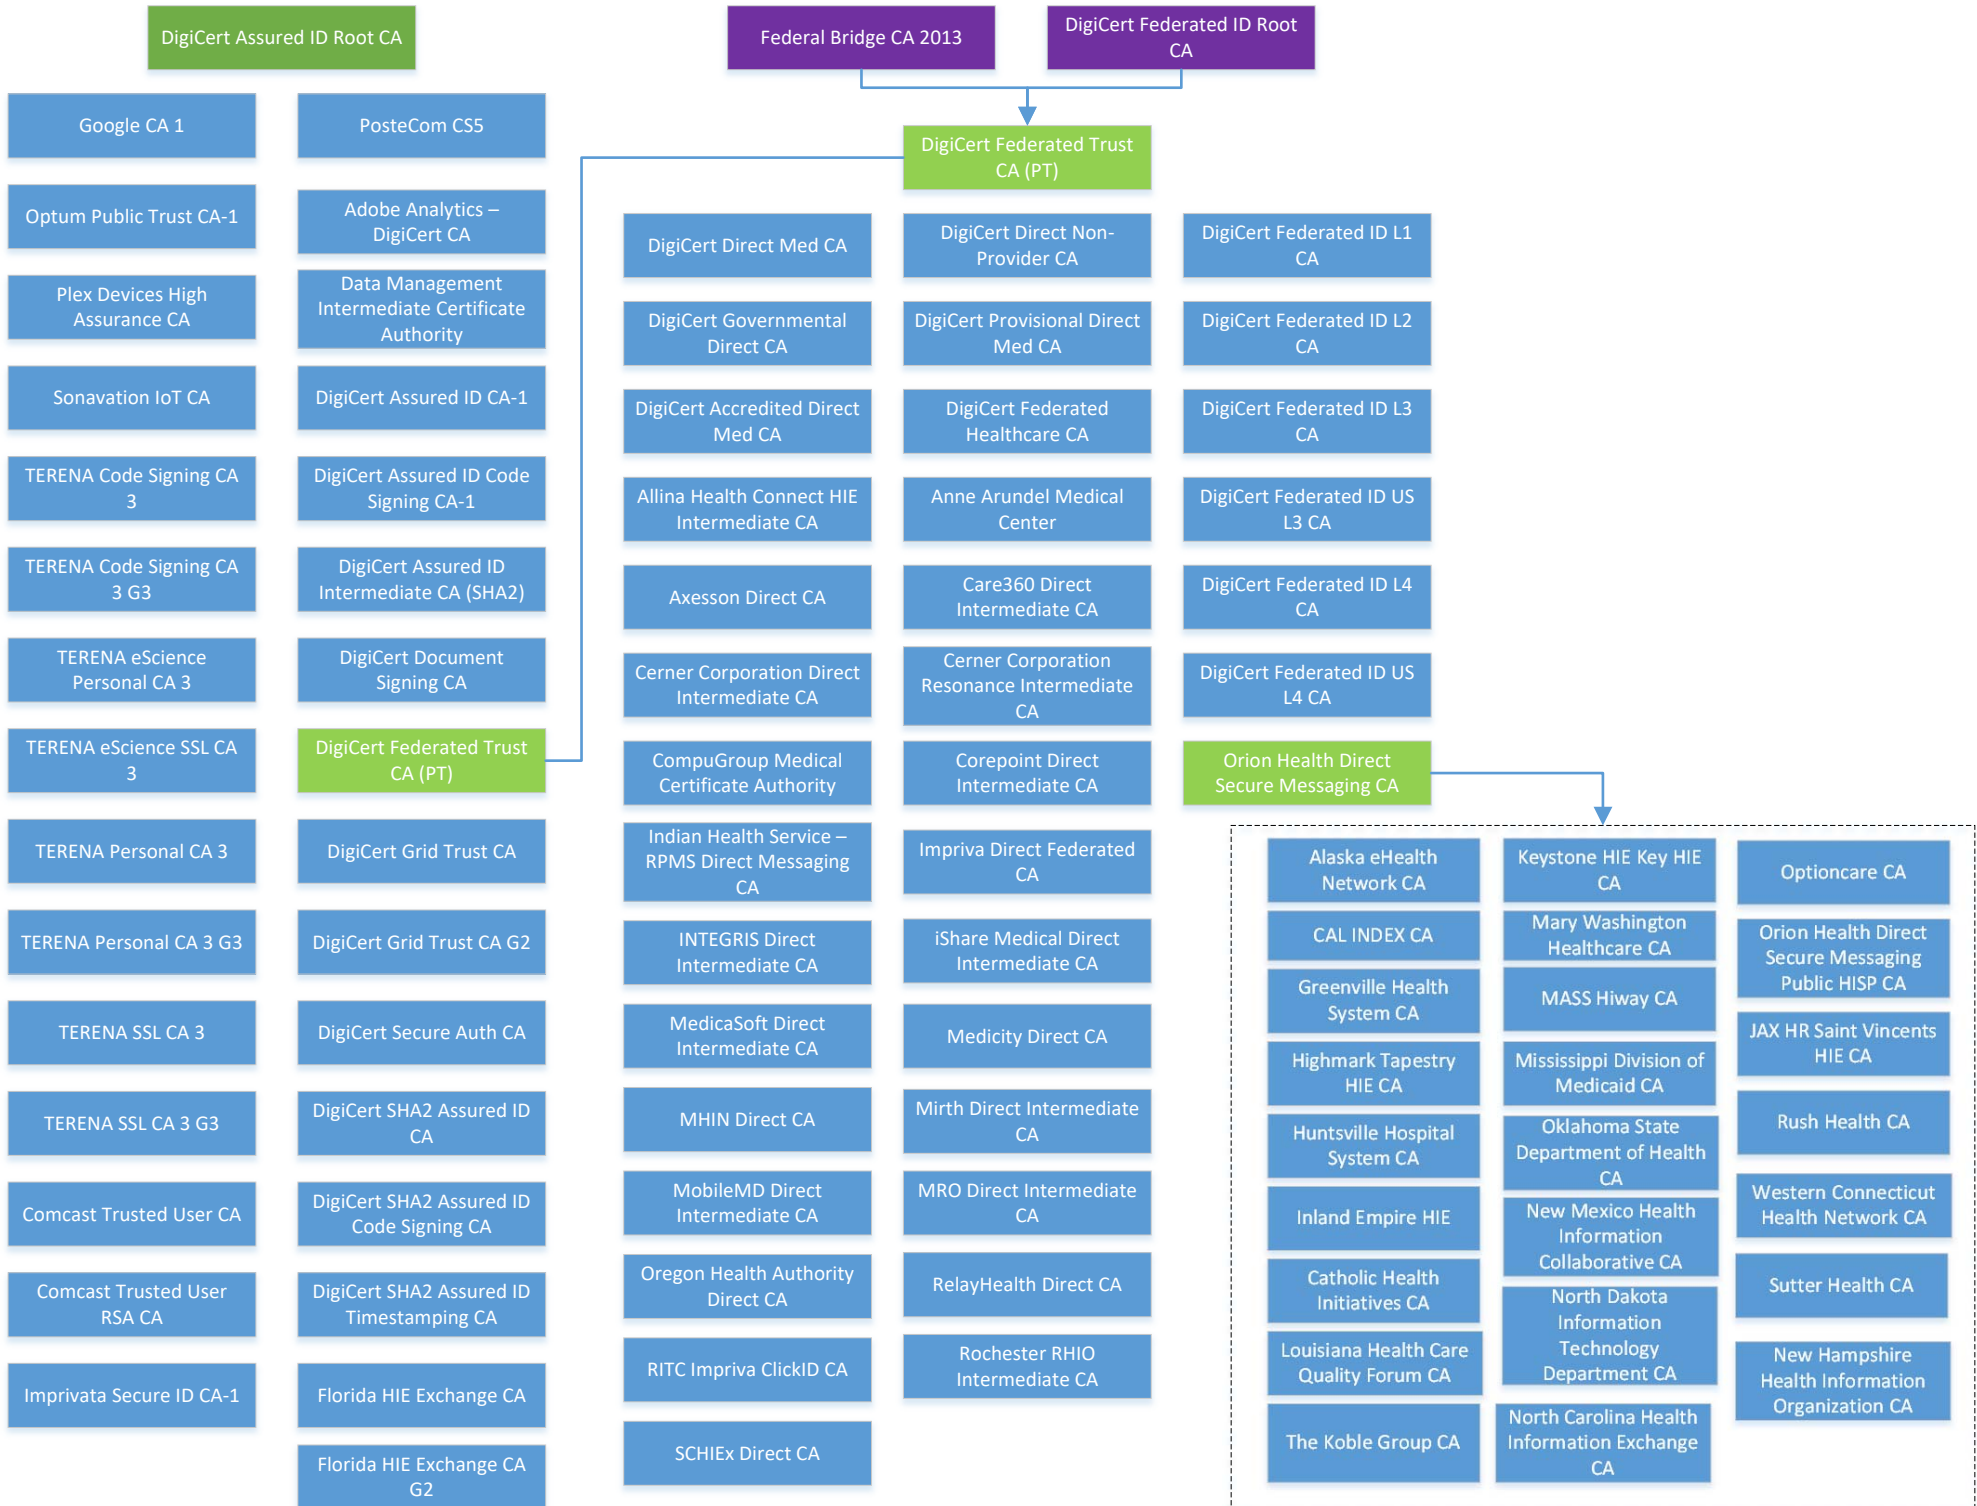 DigiCert Assured ID Root CA
Federal Bridge CA 2013
DigiCert Federated ID Root
CA
Google CA 1
Optum Public Trust CA-1
Plex Devices High
Assurance CA
Sonavation IoT CA
TERENA Code Signing CA
3
TERENA Code Signing CA
3 G3
TERENA eScience
Personal CA 3
TERENA eScience SSL CA
3
TERENA Personal CA 3
TERENA Personal CA 3 G3
TERENA SSL CA 3
TERENA SSL CA 3 G3
Comcast Trusted User CA
Comcast Trusted User
RSA CA
Imprivata Secure ID CA-1
PosteCom CS5
Adobe Analytics –
DigiCert CA
Data Management
Intermediate Certificate
Authority
DigiCert Assured ID CA-1
DigiCert Assured ID Code
Signing CA-1
DigiCert Assured ID
Intermediate CA (SHA2)
DigiCert Document
Signing CA
DigiCert Federated Trust
CA (PT)
DigiCert Grid Trust CA
DigiCert Grid Trust CA G2
DigiCert Secure Auth CA
DigiCert SHA2 Assured ID
CA
DigiCert SHA2 Assured ID
Code Signing CA
DigiCert SHA2 Assured ID
Timestamping CA
Florida HIE Exchange CA
Florida HIE Exchange CA
G2
DigiCert Federated Trust
CA (PT)
DigiCert Direct Med CA
DigiCert Governmental
Direct CA
DigiCert Accredited Direct
Med CA
Allina Health Connect HIE
Intermediate CA
Axesson Direct CA
Cerner Corporation Direct
Intermediate CA
CompuGroup Medical
Certificate Authority
Indian Health Service –
RPMS Direct Messaging
CA
INTEGRIS Direct
Intermediate CA
MedicaSoft Direct
Intermediate CA
MHIN Direct CA
MobileMD Direct
Intermediate CA
Oregon Health Authority
Direct CA
RITC Impriva ClickID CA
SCHIEx Direct CA
DigiCert Direct Non-
Provider CA
DigiCert Provisional Direct
Med CA
DigiCert Federated
Healthcare CA
Anne Arundel Medical
Center
Care360 Direct
Intermediate CA
Cerner Corporation
Resonance Intermediate
CA
Corepoint Direct
Intermediate CA
Impriva Direct Federated
CA
iShare Medical Direct
Intermediate CA
Medicity Direct CA
Mirth Direct Intermediate
CA
MRO Direct Intermediate
CA
RelayHealth Direct CA
Rochester RHIO
Intermediate CA
DigiCert Federated ID L1
CA
DigiCert Federated ID L2
CA
DigiCert Federated ID L3
CA
DigiCert Federated ID US
L3 CA
DigiCert Federated ID L4
CA
DigiCert Federated ID US
L4 CA
Orion Health Direct
Secure Messaging CA
Alaska eHealth
Network CA
CAL INDEX CA
Greenville Health
System CA
Highmark Tapestry
HIE CA
Huntsville Hospital
System CA
Inland Empire HIE
Catholic Health
Initiatives CA
Louisiana Health Care
Quality Forum CA
The Koble Group CA
Keystone HIE Key HIE
CA
Mary Washington
Healthcare CA
MASS Hiway CA
Mississippi Division of
Medicaid CA
Oklahoma State
Department of Health
CA
New Mexico Health
Information
Collaborative CA
North Dakota
Information
Technology
Department CA
North Carolina Health
Information Exchange
CA
Optioncare CA
Orion Health Direct
Secure Messaging
Public HISP CA
JAX HR Saint Vincents
HIE CA
Rush Health CA
Western Connecticut
Health Network CA
Sutter Health CA
New Hampshire
Health Information
Organization CA